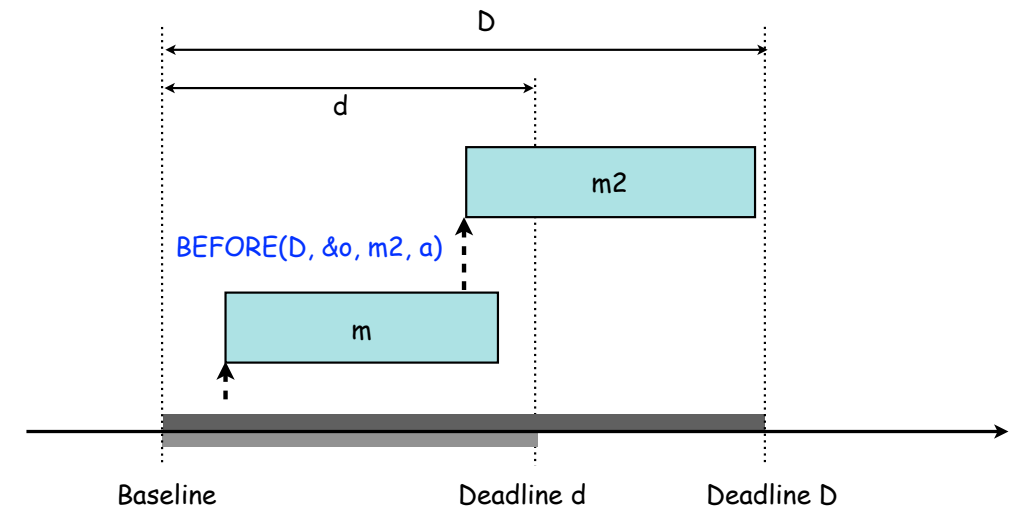 D
d
m2
BEFORE(D, &o, m2, a)
m
Baseline
Deadline d
Deadline D